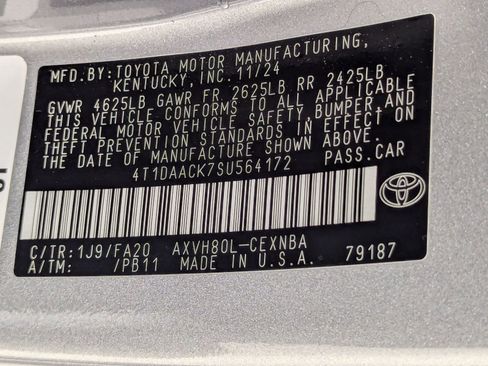 MFD.BY:TOYOTA MOTOR MANUFACTURING,
KENTUCKY, INC. 11/24
GVWR 4625LB GAWR FR 2625LB RR 2425LB
THIS VEHICLE CONFORMS TO ALL APPLICABLE
FEDERAL MOTOR VEHICLE SAFETY,BUMPER,AND
THEFT PREVENTION STANDARDS IN EFFECT ON
THE DATE OF MANUFACTURE SHOWN ABOVE.
4T1DAACK7SU564172 PASS.CAR
C/TR:1J9/FA20 AXVH80L-CEXNBA
A/TM: /PB11 MADE IN U.S.A. 79187